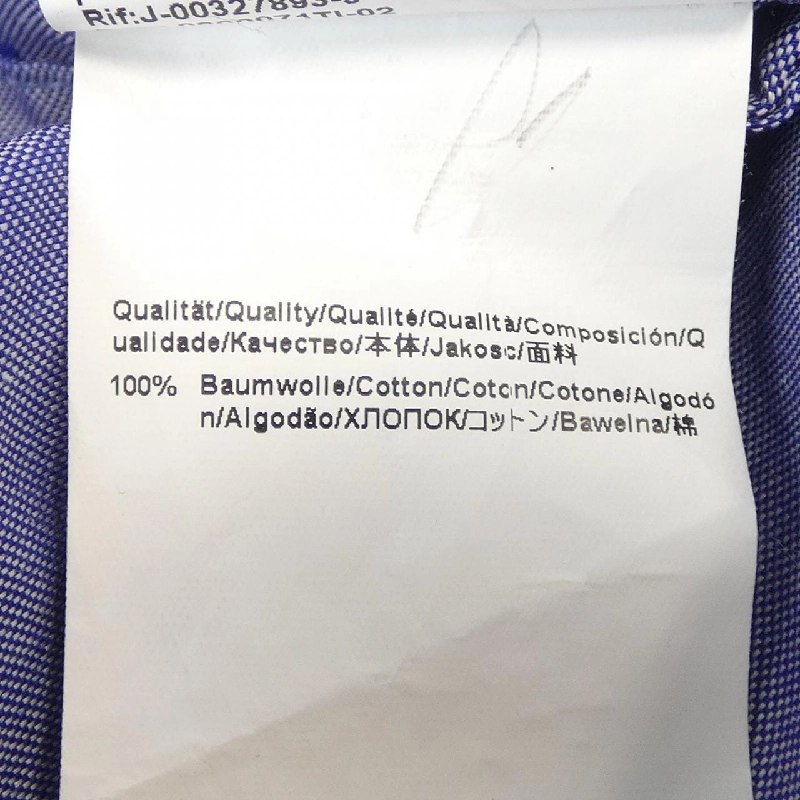 Rif:J-00327893-
Qualität/Quality/Qualité/Qualità/Composición/Q
ualidade/Качество/本体/Jakosc/面料
100% Baumwolle/Cotton/Coton/Cotone/Algodó
n/Algodão/ХЛОПОК/コットン/Bawelna/棉